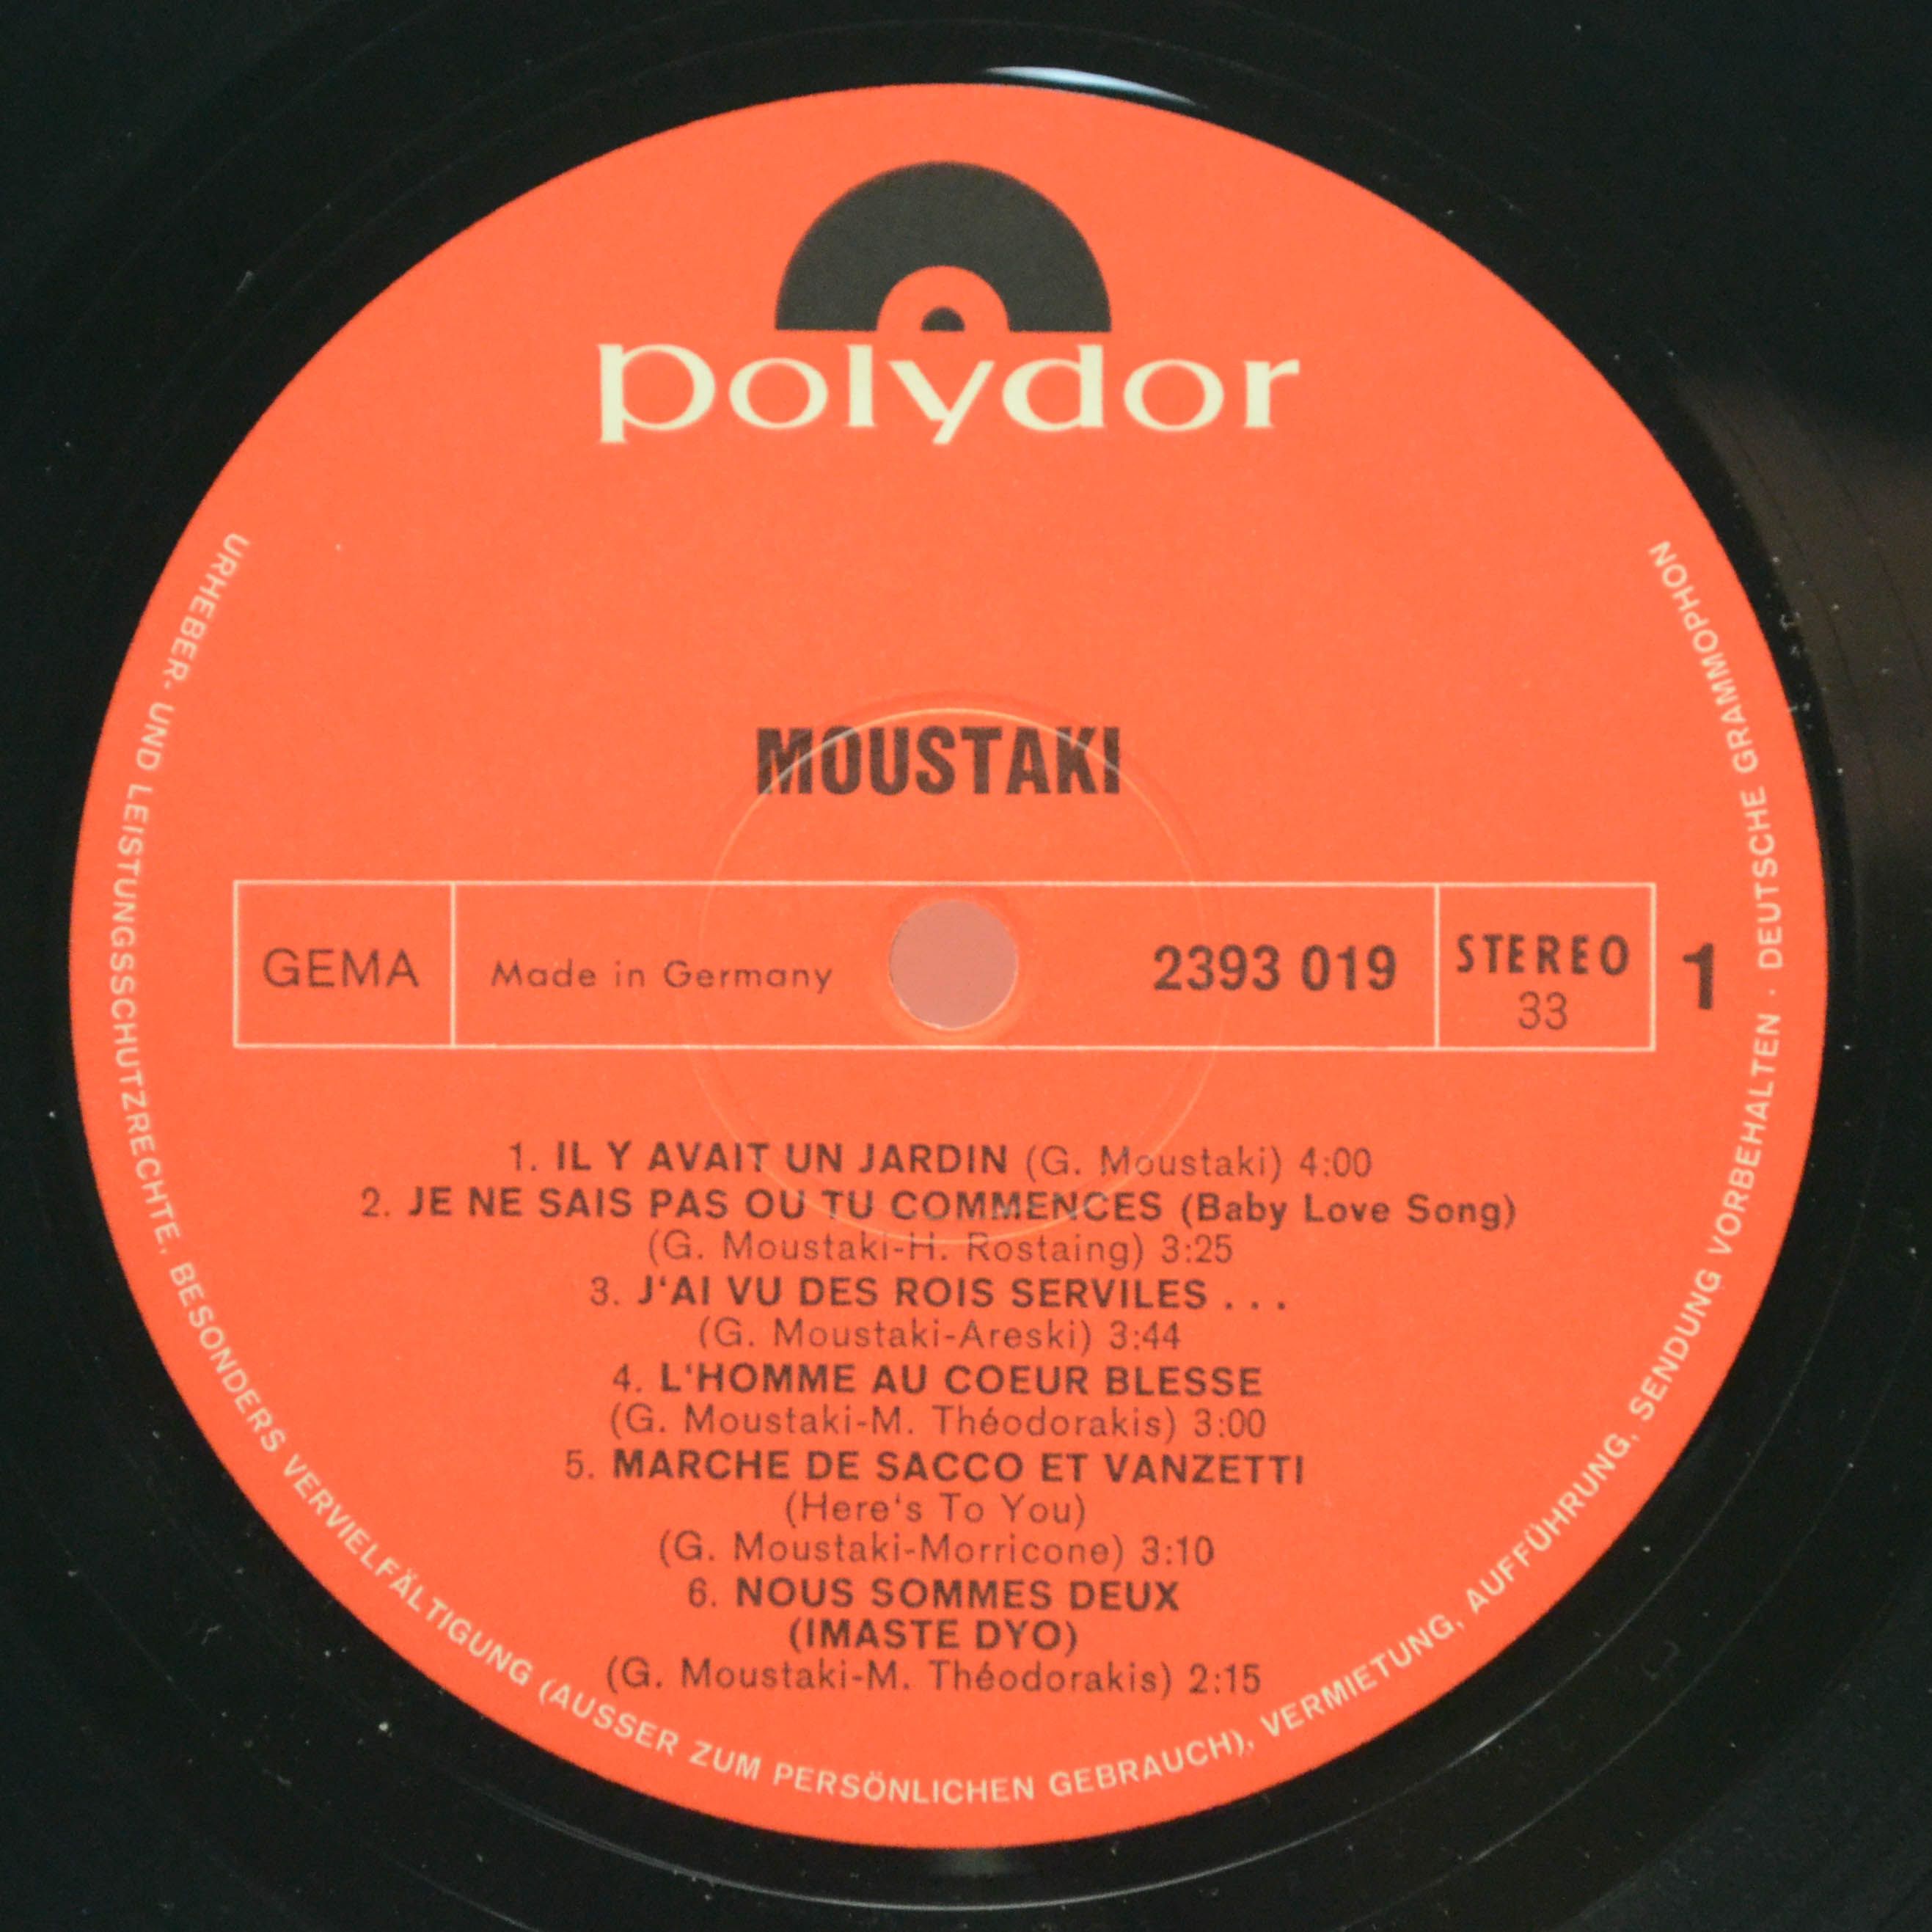 polydor
MOUSTAKI
GEMA
Made in Germany
2393 019
STEREO
33
1
1. IL Y AVAIT UN JARDIN (G. Moustaki) 4:00
2. JE NE SAIS PAS OU TU COMMENCES (Baby Love Song)
(G. Moustaki-H. Rostaing) 3:25
3. J'AI VU DES ROIS SERVILES . . .
(G. Moustaki-Areski) 3:44
4. L'HOMME AU COEUR BLESSE
(G. Moustaki-M. Théodorakis) 3:00
5. MARCHE DE SACCO ET VANZETTI
(Here's To You)
(G. Moustaki-Morricone) 3:10
6. NOUS SOMMES DEUX
(IMASTE DYO)
(G. Moustaki-M. Théodorakis) 2:15
URHEBER- UND LEISTUNGSSCHUTZRECHTE, BESONDERS VERVIELFÄLTIGUNG (AUSSER ZUM PERSÖNLICHEN GEBRAUCH), VERMIETUNG, AUFFÜHRUNG, SENDUNG VORBEHALTEN . DEUTSCHE GRAMMOPHON